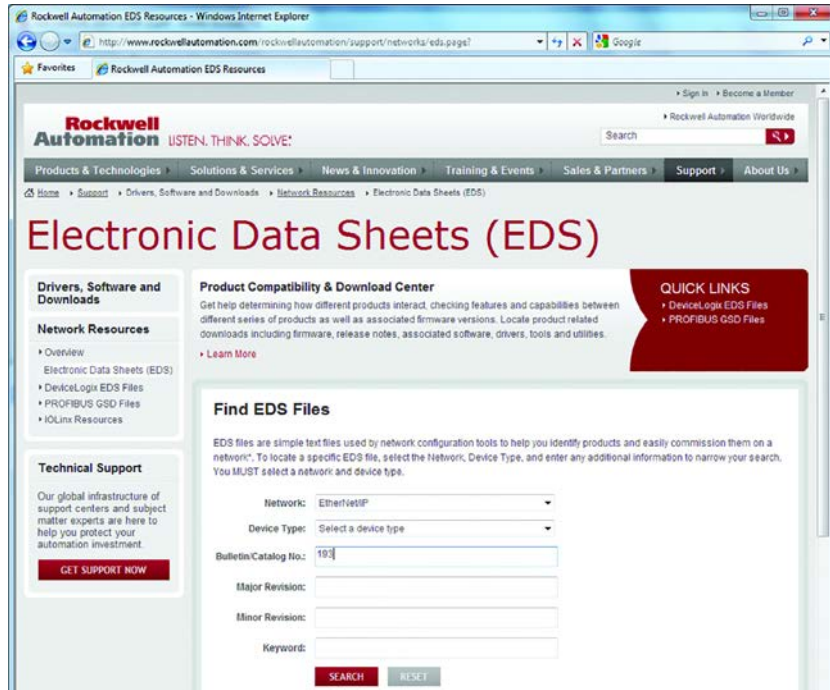 Rockwell Automation EDS Resources - Windows Internet Explorer
http://www.rockwellautomation.com/rockwellautomation/support/networks/eds.page?
Google
Favorites
Rockwell Automation EDS Resources
Sign In
Become a Member
Rockwell Automation
LISTEN. THINK. SOLVE.®
Rockwell Automation Worldwide
Search
Products & Technologies
Solutions & Services
News & Innovation
Training & Events
Sales & Partners
Support
About Us
Home
Support
Drivers, Software and Downloads
Network Resources
Electronic Data Sheets (EDS)
Electronic Data Sheets (EDS)
Drivers, Software and
Downloads
Network Resources
Overview
Electronic Data Sheets (EDS)
DeviceLogix EDS Files
PROFIBUS GSD Files
IOLinx Resources
Technical Support
Our global infrastructure of
support centers and subject
matter experts are here to
help you protect your
automation investment.
GET SUPPORT NOW
Product Compatibility & Download Center
Get help determining how different products interact, checking features and capabilities between
different series of products as well as associated firmware versions. Locate product related
downloads including firmware, release notes, associated software, drivers, tools and utilities.
Learn More
QUICK LINKS
DeviceLogix EDS Files
PROFIBUS GSD Files
Find EDS Files
EDS files are simple text files used by network configuration tools to help you identify products and easily commission them on a
network*. To locate a specific EDS file, select the Network, Device Type, and enter any additional information to narrow your search.
You MUST select a network and device type.
Network: EtherNet/IP
Device Type: Select a device type
Bulletin/Catalog No.: 193
Major Revision:
Minor Revision:
Keyword:
SEARCH
RESET